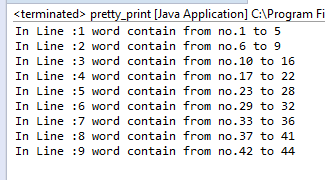 <terminated> pretty_print [Java Application] C:\Program Fi
In Line :1 word contain from no.1 to 5
In Line :2 word contain from no.6 to 9
In Line :3 word contain from no.10 to 16
In Line :4 word contain from no.17 to 22
In Line :5 word contain from no.23 to 28
In Line :6 word contain from no.29 to 32
In Line :7 word contain from no.33 to 36
In Line :8 word contain from no.37 to 41
In Line :9 word contain from no.42 to 44